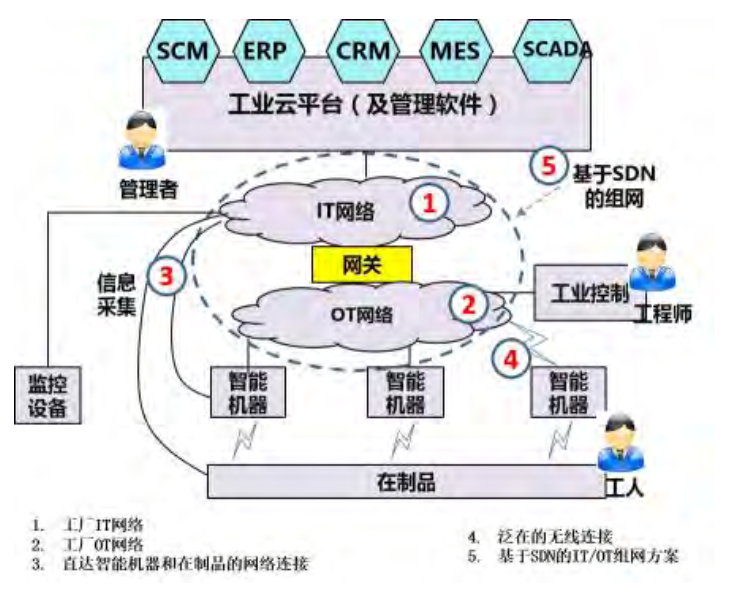 SCM ERP CRM MES SCADA
工业云平台（及管理软件）
管理者
5
基于SDN
的组网
IT网络 1
网关
信息
采集
3
OT网络 2
工业控制
工程师
4
监控
设备
智能
机器
智能
机器
智能
机器
在制品
工人
1. 工厂IT网络
2. 工厂OT网络
3. 直达智能机器和在制品的网络连接
4. 泛在的无线连接
5. 基于SDN的IT/OT组网方案